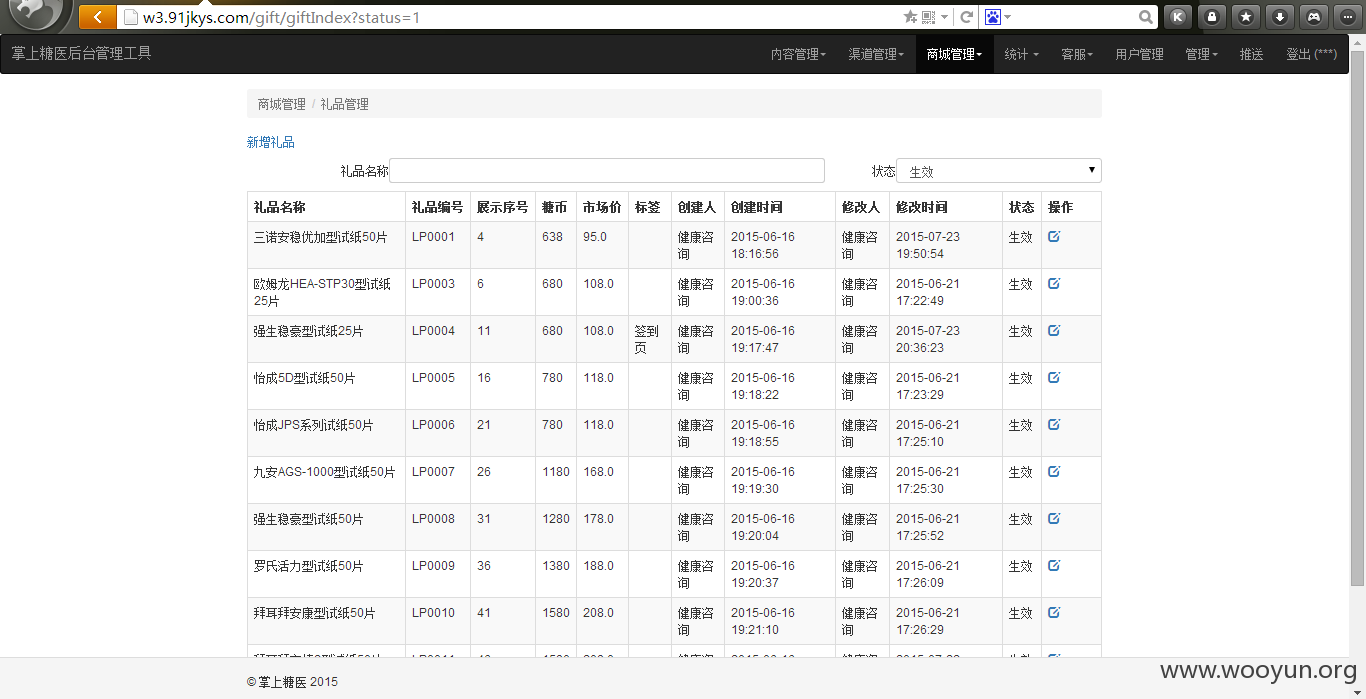 w3.91jkys.com/gift/giftIndex?status=1
掌上糖医后台管理工具 内容管理 渠道管理 商城管理 统计 客服 用户管理 管理 推送 登出 (***)
商城管理 / 礼品管理
新增礼品
礼品名称 状态 生效
礼品名称 礼品编号 展示序号 糖币 市场价 标签 创建人 创建时间 修改人 修改时间 状态 操作
三诺安稳优加型试纸50片 LP0001 4 638 95.0 健康咨询 2015-06-16 18:16:56 健康咨询 2015-07-23 19:50:54 生效
欧姆龙HEA-STP30型试纸25片 LP0003 6 680 108.0 健康咨询 2015-06-16 19:00:36 健康咨询 2015-06-21 17:22:49 生效
强生稳豪型试纸25片 LP0004 11 680 108.0 签到页 健康咨询 2015-06-16 19:17:47 健康咨询 2015-07-23 20:36:23 生效
怡成5D型试纸50片 LP0005 16 780 118.0 健康咨询 2015-06-16 19:18:22 健康咨询 2015-06-21 17:23:29 生效
怡成JPS系列试纸50片 LP0006 21 780 118.0 健康咨询 2015-06-16 19:18:55 健康咨询 2015-06-21 17:25:10 生效
九安AGS-1000型试纸50片 LP0007 26 1180 168.0 健康咨询 2015-06-16 19:19:30 健康咨询 2015-06-21 17:25:30 生效
强生稳豪型试纸50片 LP0008 31 1280 178.0 健康咨询 2015-06-16 19:20:04 健康咨询 2015-06-21 17:25:52 生效
罗氏活力型试纸50片 LP0009 36 1380 188.0 健康咨询 2015-06-16 19:20:37 健康咨询 2015-06-21 17:26:09 生效
拜耳拜安康型试纸50片 LP0010 41 1580 208.0 健康咨询 2015-06-16 19:21:10 健康咨询 2015-06-21 17:26:29 生效
www.wooyun.org
© 掌上糖医 2015